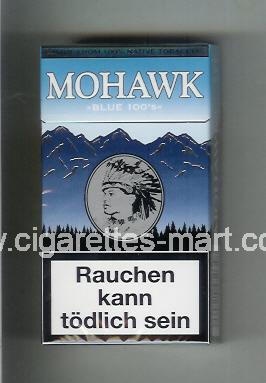 MADE FROM 100% NATIVE TOBACCO
MOHAWK
»BLUE 100's«
www.cigarettes-mart.com
Rauchen
kann
tödlich sein